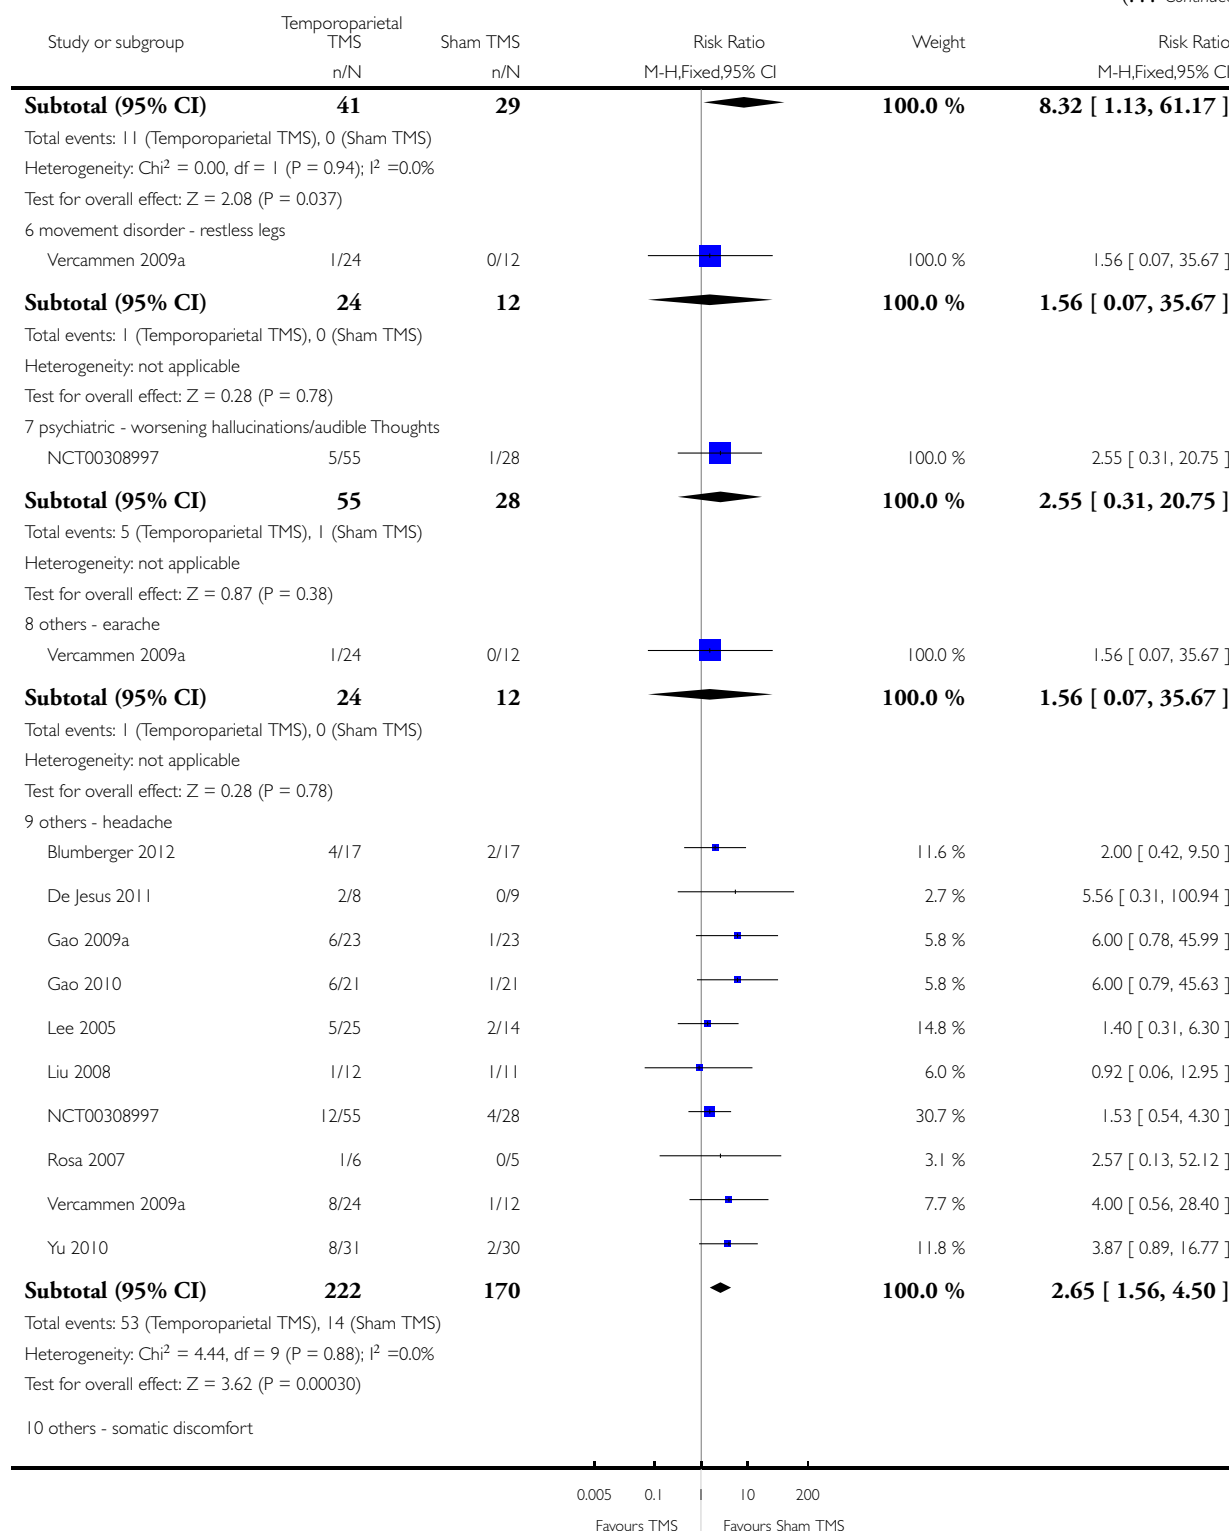 Temporoparietal
Study or subgroup TMS Sham TMS Risk Ratio Weight Risk Ratio
n/N n/N M-H,Fixed,95% CI M-H,Fixed,95% CI
Subtotal (95% CI) 41 29 100.0 % 8.32 [ 1.13, 61.17 ]
Total events: 11 (Temporoparietal TMS), 0 (Sham TMS)
Heterogeneity: Chi² = 0.00, df = 1 (P = 0.94); I² =0.0%
Test for overall effect: Z = 2.08 (P = 0.037)
6 movement disorder - restless legs
Vercammen 2009a 1/24 0/12 100.0 % 1.56 [ 0.07, 35.67 ]
Subtotal (95% CI) 24 12 100.0 % 1.56 [ 0.07, 35.67 ]
Total events: 1 (Temporoparietal TMS), 0 (Sham TMS)
Heterogeneity: not applicable
Test for overall effect: Z = 0.28 (P = 0.78)
7 psychiatric - worsening hallucinations/audible Thoughts
NCT00308997 5/55 1/28 100.0 % 2.55 [ 0.31, 20.75 ]
Subtotal (95% CI) 55 28 100.0 % 2.55 [ 0.31, 20.75 ]
Total events: 5 (Temporoparietal TMS), 1 (Sham TMS)
Heterogeneity: not applicable
Test for overall effect: Z = 0.87 (P = 0.38)
8 others - earache
Vercammen 2009a 1/24 0/12 100.0 % 1.56 [ 0.07, 35.67 ]
Subtotal (95% CI) 24 12 100.0 % 1.56 [ 0.07, 35.67 ]
Total events: 1 (Temporoparietal TMS), 0 (Sham TMS)
Heterogeneity: not applicable
Test for overall effect: Z = 0.28 (P = 0.78)
9 others - headache
Blumberger 2012 4/17 2/17 11.6 % 2.00 [ 0.42, 9.50 ]
De Jesus 2011 2/8 0/9 2.7 % 5.56 [ 0.31, 100.94 ]
Gao 2009a 6/23 1/23 5.8 % 6.00 [ 0.78, 45.99 ]
Gao 2010 6/21 1/21 5.8 % 6.00 [ 0.79, 45.63 ]
Lee 2005 5/25 2/14 14.8 % 1.40 [ 0.31, 6.30 ]
Liu 2008 1/12 1/11 6.0 % 0.92 [ 0.06, 12.95 ]
NCT00308997 12/55 4/28 30.7 % 1.53 [ 0.54, 4.30 ]
Rosa 2007 1/6 0/5 3.1 % 2.57 [ 0.13, 52.12 ]
Vercammen 2009a 8/24 1/12 7.7 % 4.00 [ 0.56, 28.40 ]
Yu 2010 8/31 2/30 11.8 % 3.87 [ 0.89, 16.77 ]
Subtotal (95% CI) 222 170 100.0 % 2.65 [ 1.56, 4.50 ]
Total events: 53 (Temporoparietal TMS), 14 (Sham TMS)
Heterogeneity: Chi² = 4.44, df = 9 (P = 0.88); I² =0.0%
Test for overall effect: Z = 3.62 (P = 0.00030)
10 others - somatic discomfort
0.005 0.1 1 10 200
Favours TMS Favours Sham TMS